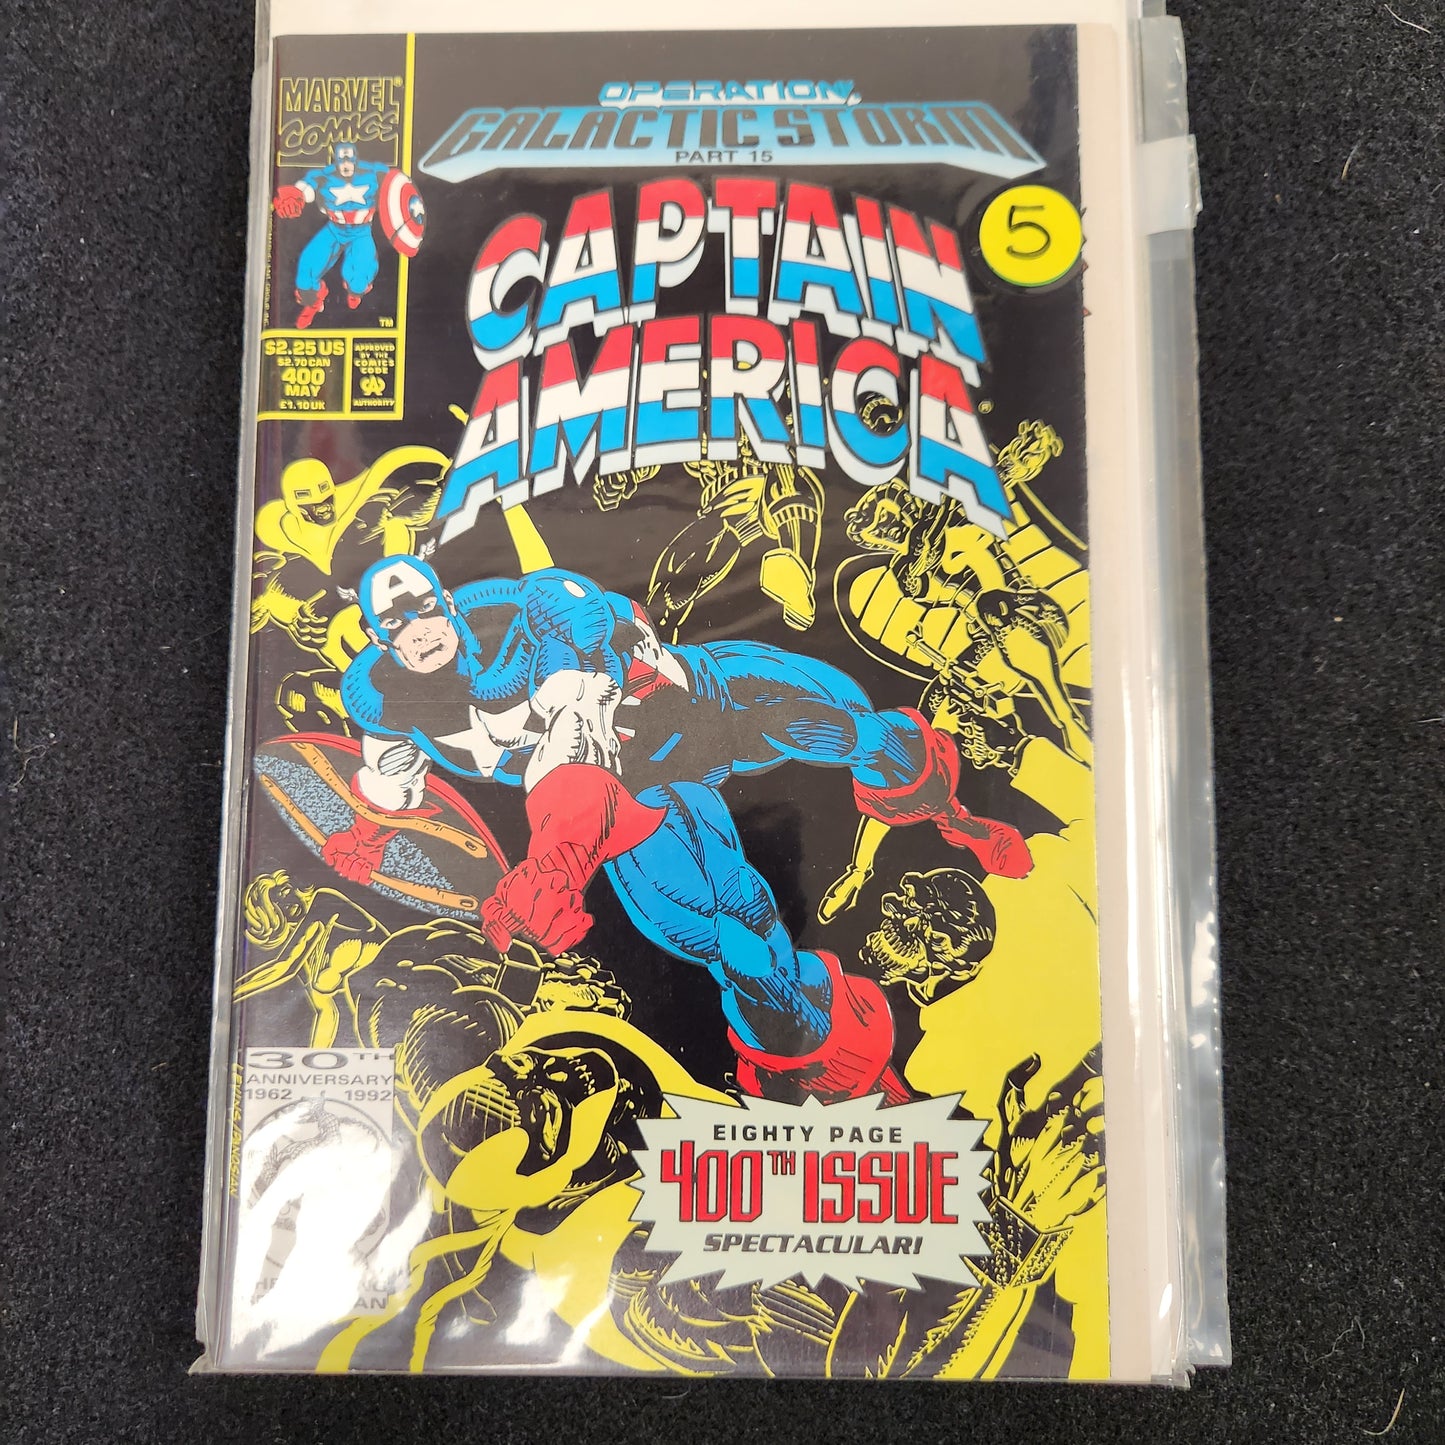 MARVEL®
COMICS
TM
$2.25 US
$2.70 CAN
400
MAY
£1.10 UK
APPROVED
BY THE
COMICS
CODE
CA
AUTHORITY
OPERATION:
GALACTIC STORM
PART 15
CAPTAIN
AMERICA®
5
A
30TH
ANNIVERSARY
1962 1992
EIGHTY PAGE
400TH ISSUE
SPECTACULAR!